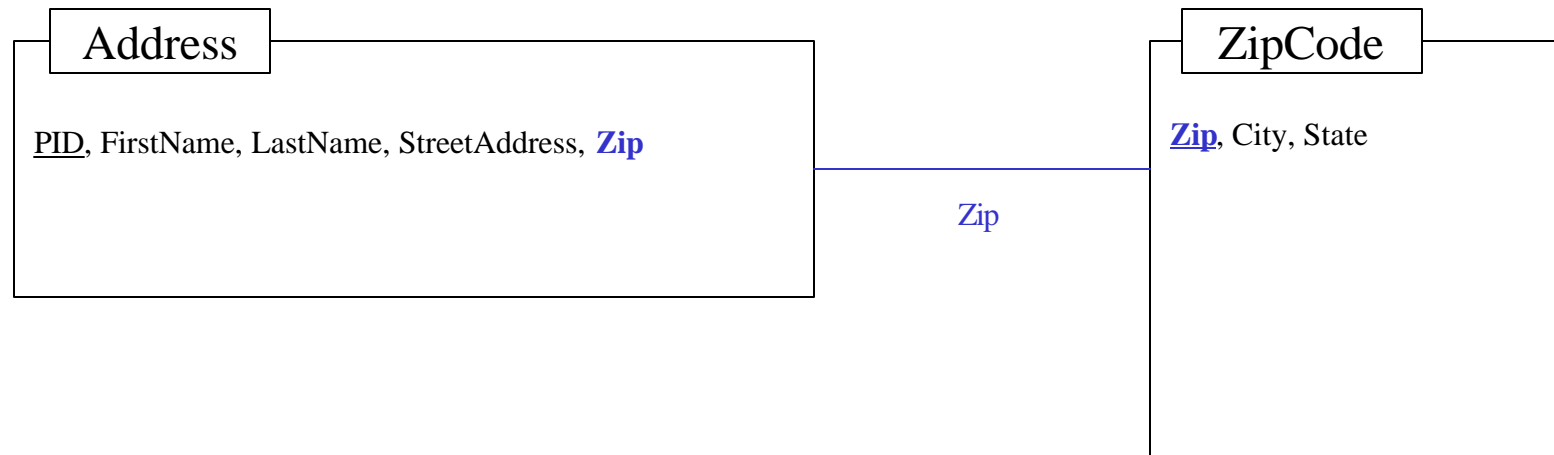 Address
ZipCode
PID, FirstName, LastName, StreetAddress, Zip
Zip, City, State
Zip